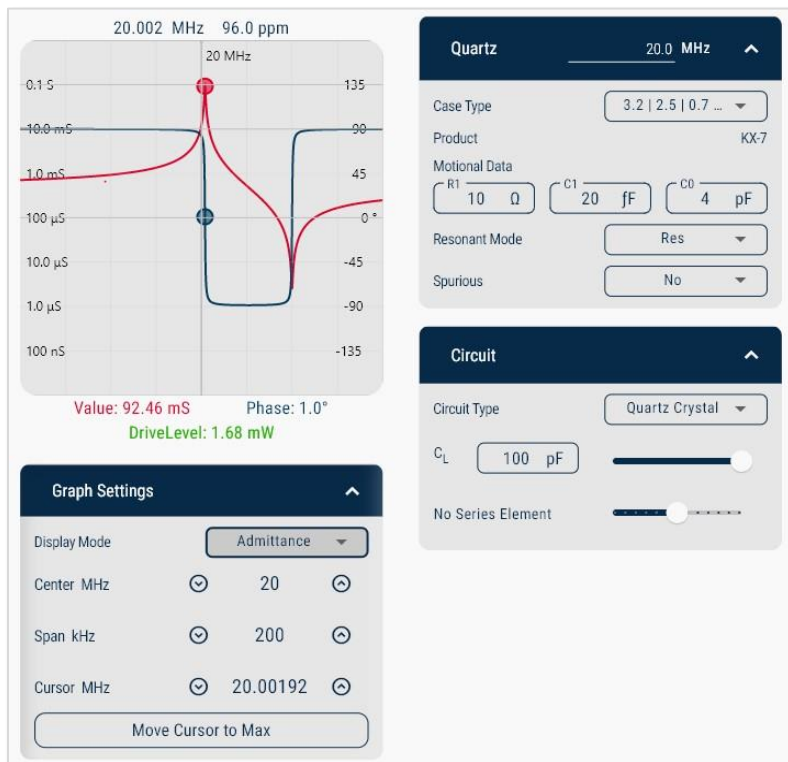 20.002 MHz 96.0 ppm
20 MHz
0.1 S 135
10.0 mS 90
1.0 mS 45
100 µS 0 °
10.0 µS -45
1.0 µS -90
100 nS -135
Value: 92.46 mS Phase: 1.0°
DriveLevel: 1.68 mW
Graph Settings
Display Mode Admittance
Center MHz 20
Span kHz 200
Cursor MHz 20.00192
Move Cursor to Max
Quartz 20.0 MHz
Case Type 3.2 | 2.5 | 0.7 ...
Product KX-7
Motional Data
R1 C1 C0
10 Ω 20 fF 4 pF
Resonant Mode Res
Spurious No
Circuit
Circuit Type Quartz Crystal
CL 100 pF
No Series Element